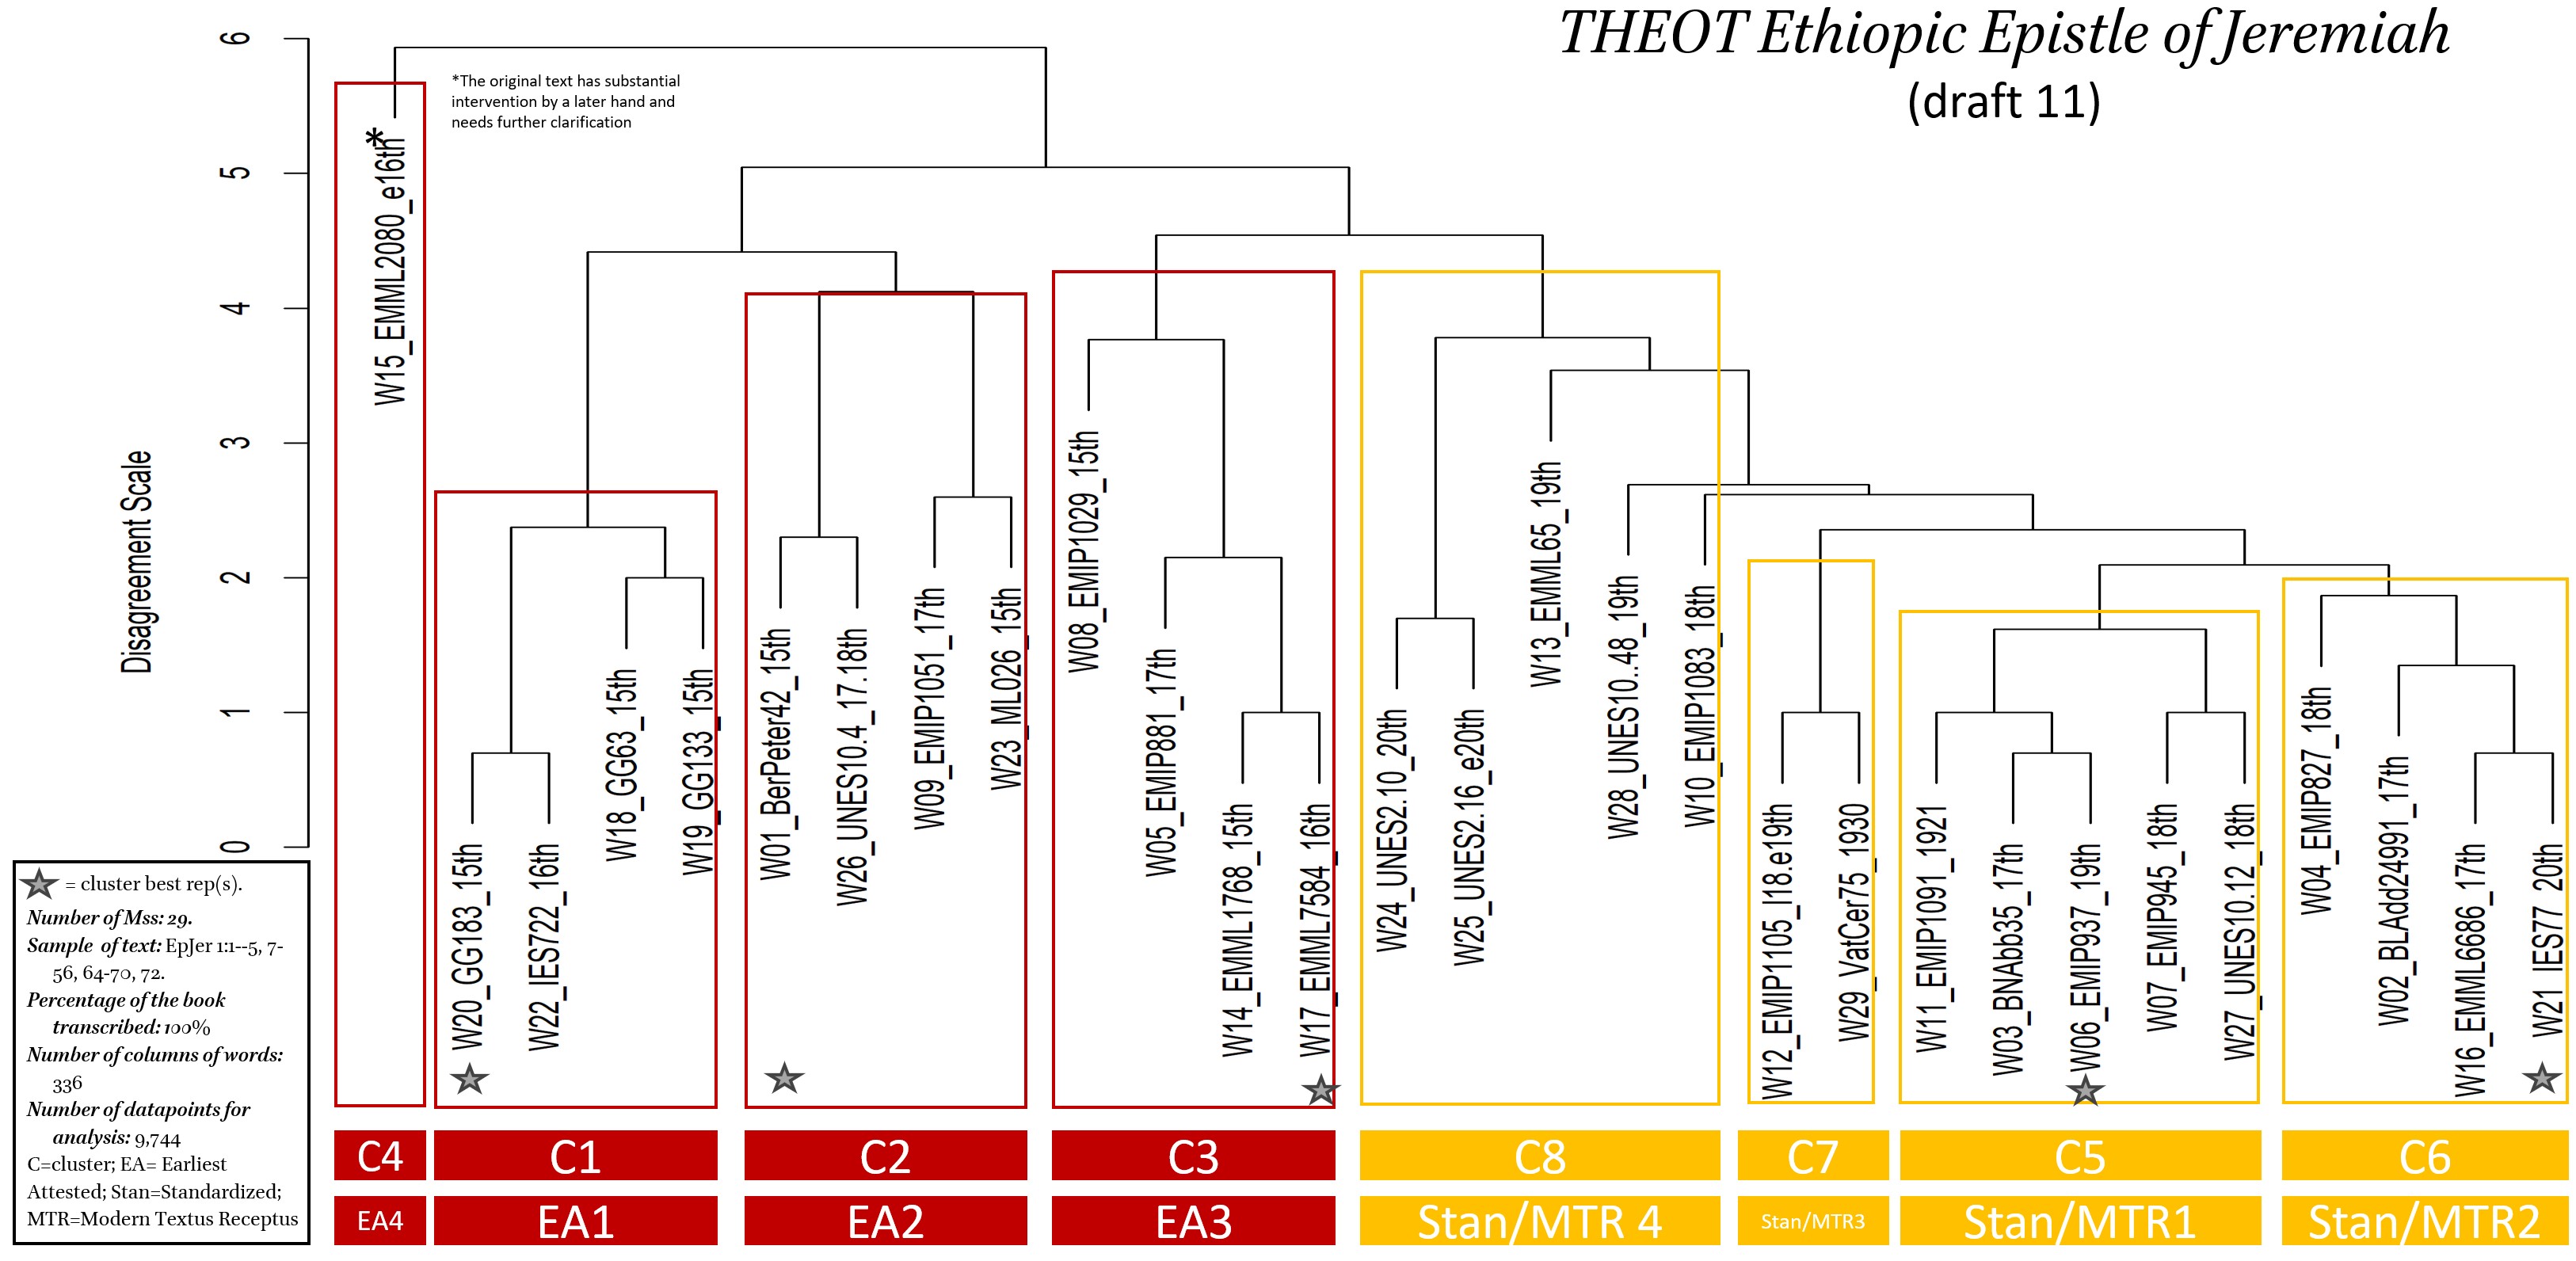 THEOT Ethiopic Epistle of Jeremiah
(draft 11)
*The original text has substantial
intervention by a later hand and
needs further clarification
Disagreement Scale
6
5
4
3
2
1
0
*
W15_EMML2080_e16th
W20_GG183_15th
W22_IES722_16th
W18_GG63_15th
W19_GG133_15th
W01_BerPeter42_15th
W26_UNES10.4_17.18th
W09_EMIP1051_17th
W23_ML026_15th
W08_EMIP1029_15th
W05_EMIP881_17th
W14_EMML1768_15th
W17_EMML7584_16th
W24_UNES2.10_20th
W25_UNES2.16_e20th
W13_EMML65_19th
W28_UNES10..48_19th
W10_EMIP1083_18th
W12_EMIP1105_l18.e19th
W29_VatCer75_1930
W11_EMIP1091_1921
W03_BNAbb35_17th
W06_EMIP937_19th
W07_EMIP945_18th
W27_UNES10.12_18th
W04_EMIP827_18th
W02_BLAdd24991_17th
W16_EMML6686_17th
W21_IES77_20th
= cluster best rep(s).
Number of Mss: 29.
Sample of text: EpJer 1:1--5, 7-
56, 64-70, 72.
Percentage of the book
transcribed: 100%
Number of columns of words:
336
Number of datapoints for
analysis: 9,744
C=cluster; EA= Earliest
Attested; Stan=Standardized;
MTR=Modern Textus Receptus
C4
C1
C2
C3
C8
C7
C5
C6
EA4
EA1
EA2
EA3
Stan/MTR 4
Stan/MTR3
Stan/MTR1
Stan/MTR2